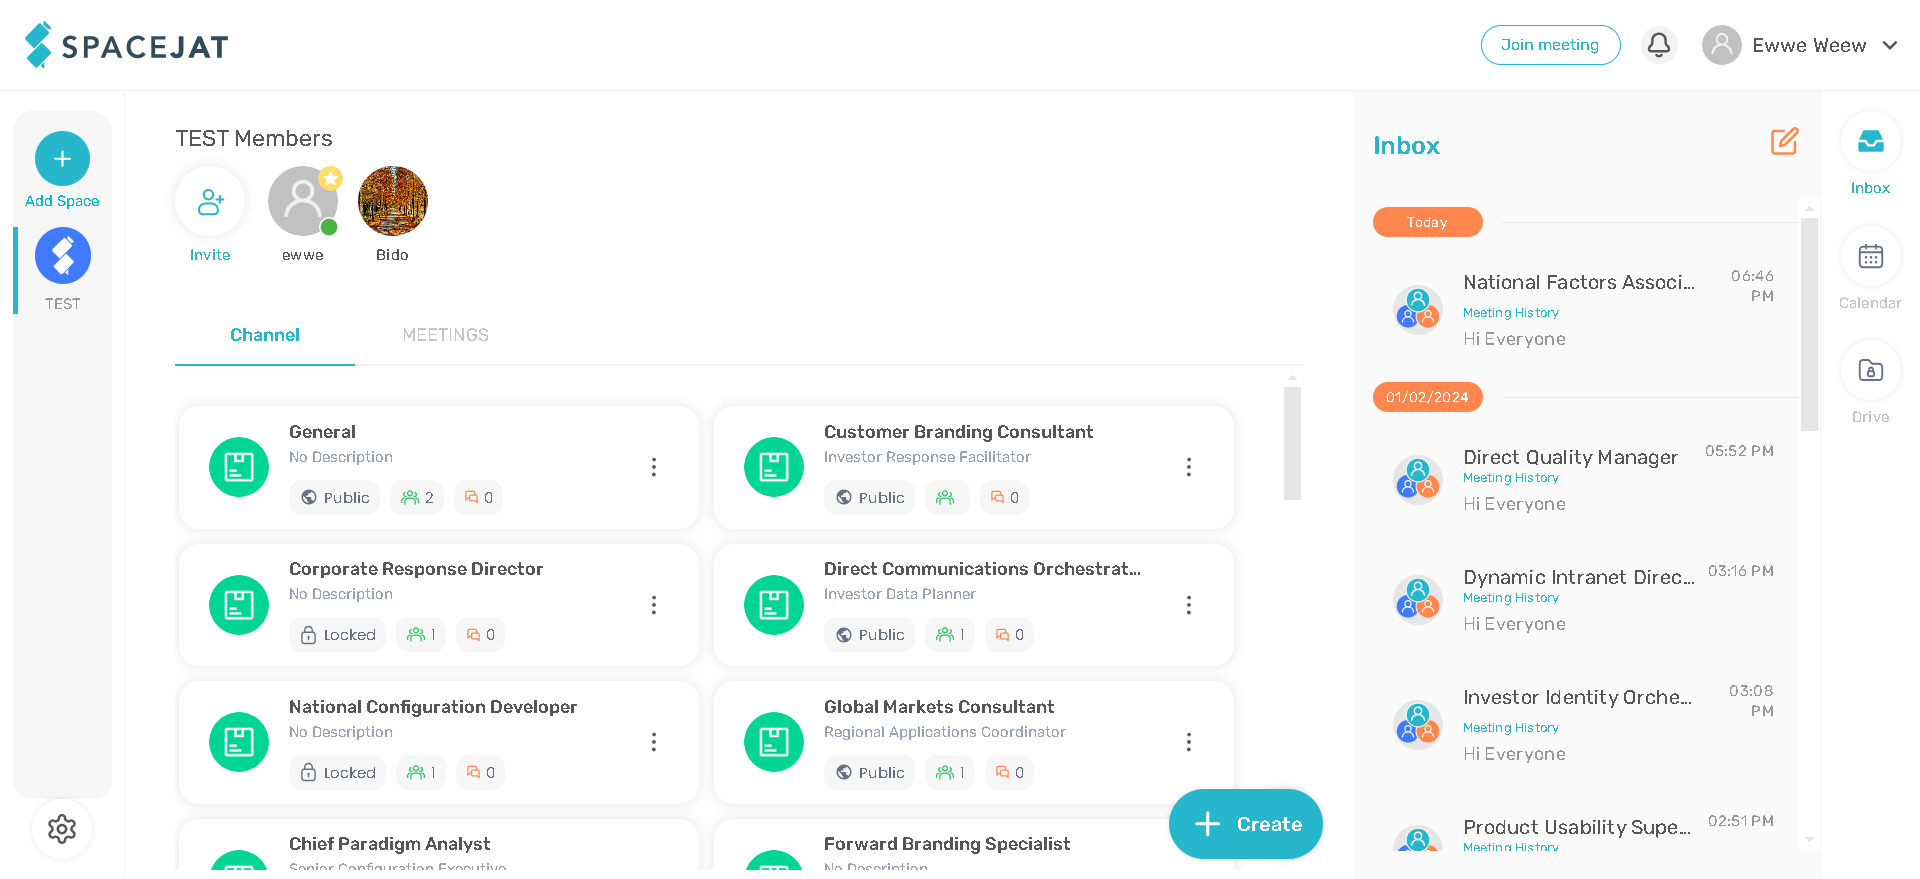 SPACEJAT
Join meeting
Ewwe Weew
Add Space
TEST
TEST Members
Invite
ewwe
Bido
Channel
MEETINGS
General
No Description
Public
2
0
Customer Branding Consultant
Investor Response Facilitator
Public
0
Corporate Response Director
No Description
Locked
1
0
Direct Communications Orchestrat...
Investor Data Planner
Public
1
0
National Configuration Developer
No Description
Locked
1
0
Global Markets Consultant
Regional Applications Coordinator
Public
1
0
Chief Paradigm Analyst
Senior Configuration Executive
Forward Branding Specialist
No Description
Create
Inbox
Today
National Factors Associ...
06:46
PM
Meeting History
Hi Everyone
01/02/2024
Direct Quality Manager
05:52 PM
Meeting History
Hi Everyone
Dynamic Intranet Direc...
03:16 PM
Meeting History
Hi Everyone
Investor Identity Orche...
03:08
PM
Meeting History
Hi Everyone
Product Usability Supe...
02:51 PM
Meeting History
Inbox
Calendar
Drive